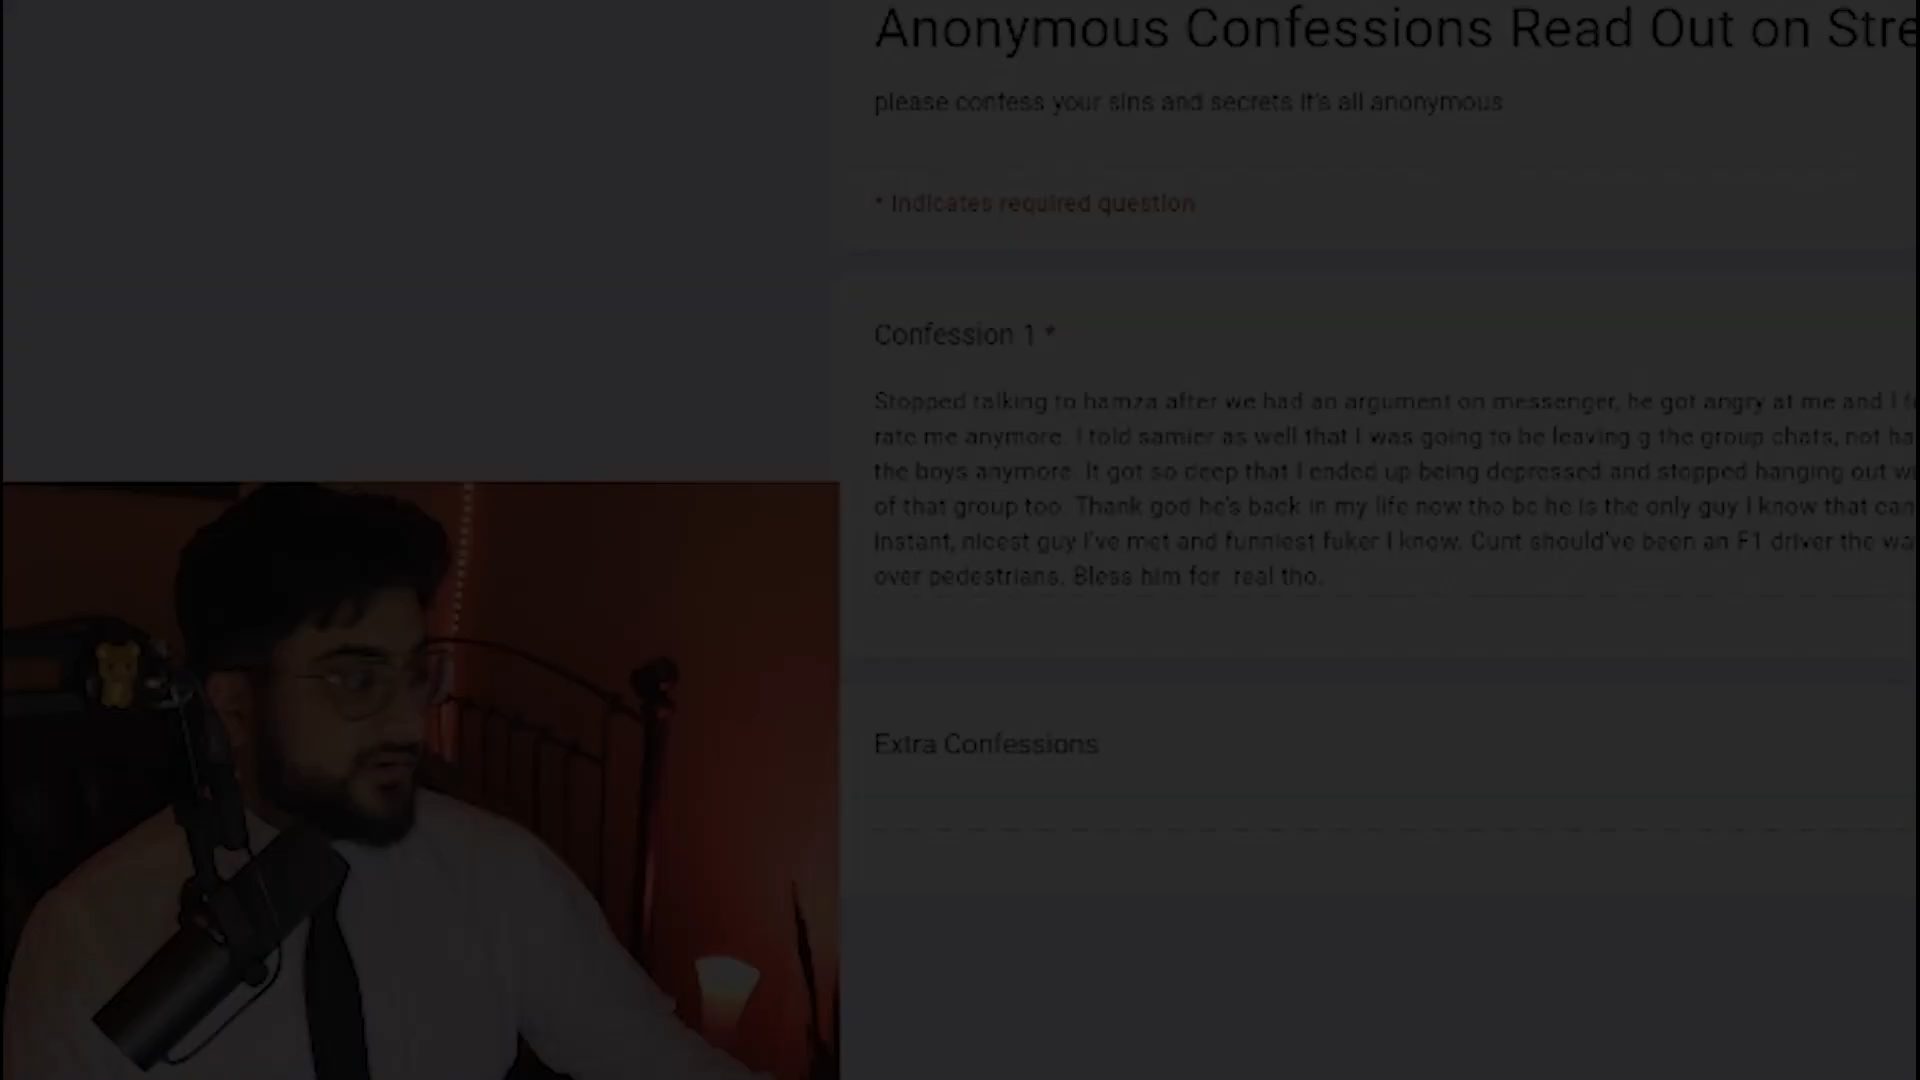 Anonymous Confessions Read Out on Stre
please confess your sins and secrets it's all anonymous
* Indicates required question
Confession 1 *
Stopped talking to hamza after we had an argument on messenger, he got angry at me and I
rate me anymore. I told samier as well that I was going to be leaving g the group chats, not ha
the boys anymore. It got so deep that I ended up being depressed and stopped hanging out w
of that group too. Thank god he's back in my life now tho bc he is the only guy I know that can
instant, nicest guy I've met and funniest fuker I know. Cunt should've been an F1 driver the wa
over pedestrians. Bless him for real tho.
Extra Confessions